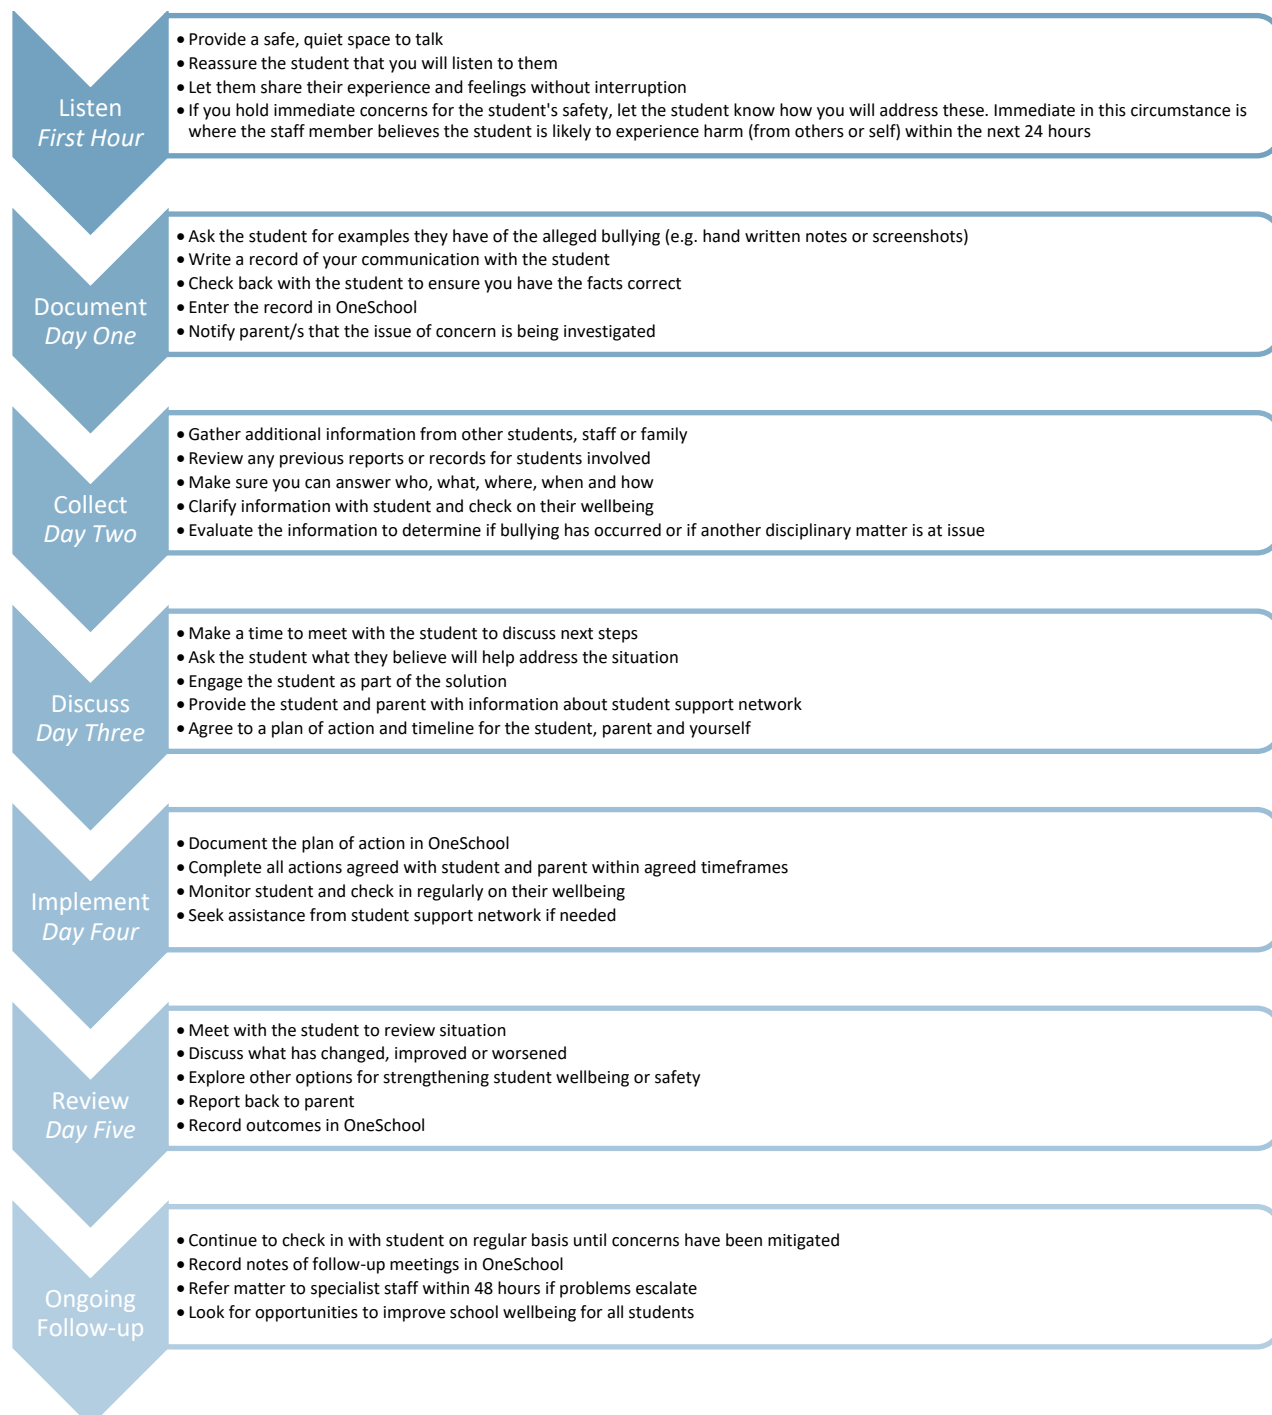 Listen
First Hour
• Provide a safe, quiet space to talk
• Reassure the student that you will listen to them
• Let them share their experience and feelings without interruption
• If you hold immediate concerns for the student's safety, let the student know how you will address these. Immediate in this circumstance is
where the staff member believes the student is likely to experience harm (from others or self) within the next 24 hours
Document
Day One
• Ask the student for examples they have of the alleged bullying (e.g. hand written notes or screenshots)
• Write a record of your communication with the student
• Check back with the student to ensure you have the facts correct
• Enter the record in OneSchool
• Notify parent/s that the issue of concern is being investigated
Collect
Day Two
• Gather additional information from other students, staff or family
• Review any previous reports or records for students involved
• Make sure you can answer who, what, where, when and how
• Clarify information with student and check on their wellbeing
• Evaluate the information to determine if bullying has occurred or if another disciplinary matter is at issue
Discuss
Day Three
• Make a time to meet with the student to discuss next steps
• Ask the student what they believe will help address the situation
• Engage the student as part of the solution
• Provide the student and parent with information about student support network
• Agree to a plan of action and timeline for the student, parent and yourself
Implement
Day Four
• Document the plan of action in OneSchool
• Complete all actions agreed with student and parent within agreed timeframes
• Monitor student and check in regularly on their wellbeing
• Seek assistance from student support network if needed
Review
Day Five
• Meet with the student to review situation
• Discuss what has changed, improved or worsened
• Explore other options for strengthening student wellbeing or safety
• Report back to parent
• Record outcomes in OneSchool
Ongoing
Follow-up
• Continue to check in with student on regular basis until concerns have been mitigated
• Record notes of follow-up meetings in OneSchool
• Refer matter to specialist staff within 48 hours if problems escalate
• Look for opportunities to improve school wellbeing for all students